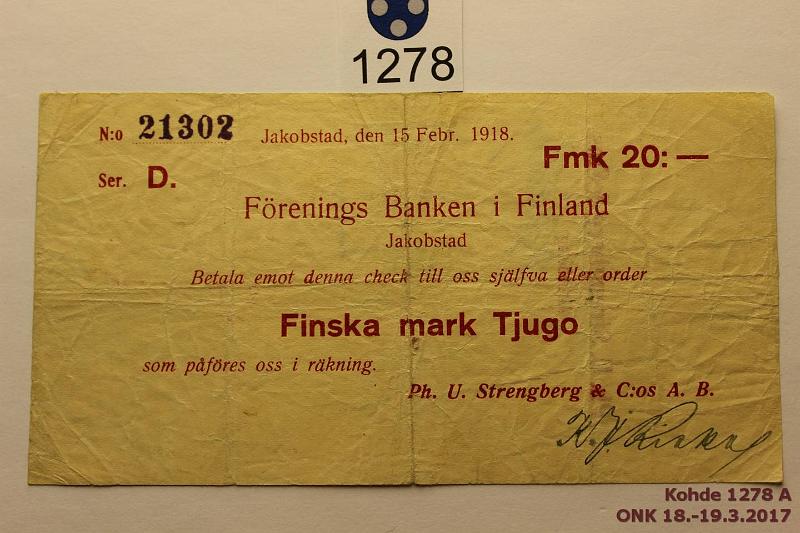 1278
N:o 21302 Jakobstad, den 15 Febr. 1918.
Fmk 20: —
Ser. D.
Förenings Banken i Finland
Jakobstad
Betala emot denna check till oss själfva eller order
Finska mark Tjugo
som påföres oss i räkning.
Ph. U. Strengberg & C:os A. B.
Kohde 1278 A
ONK 18.-19.3.2017